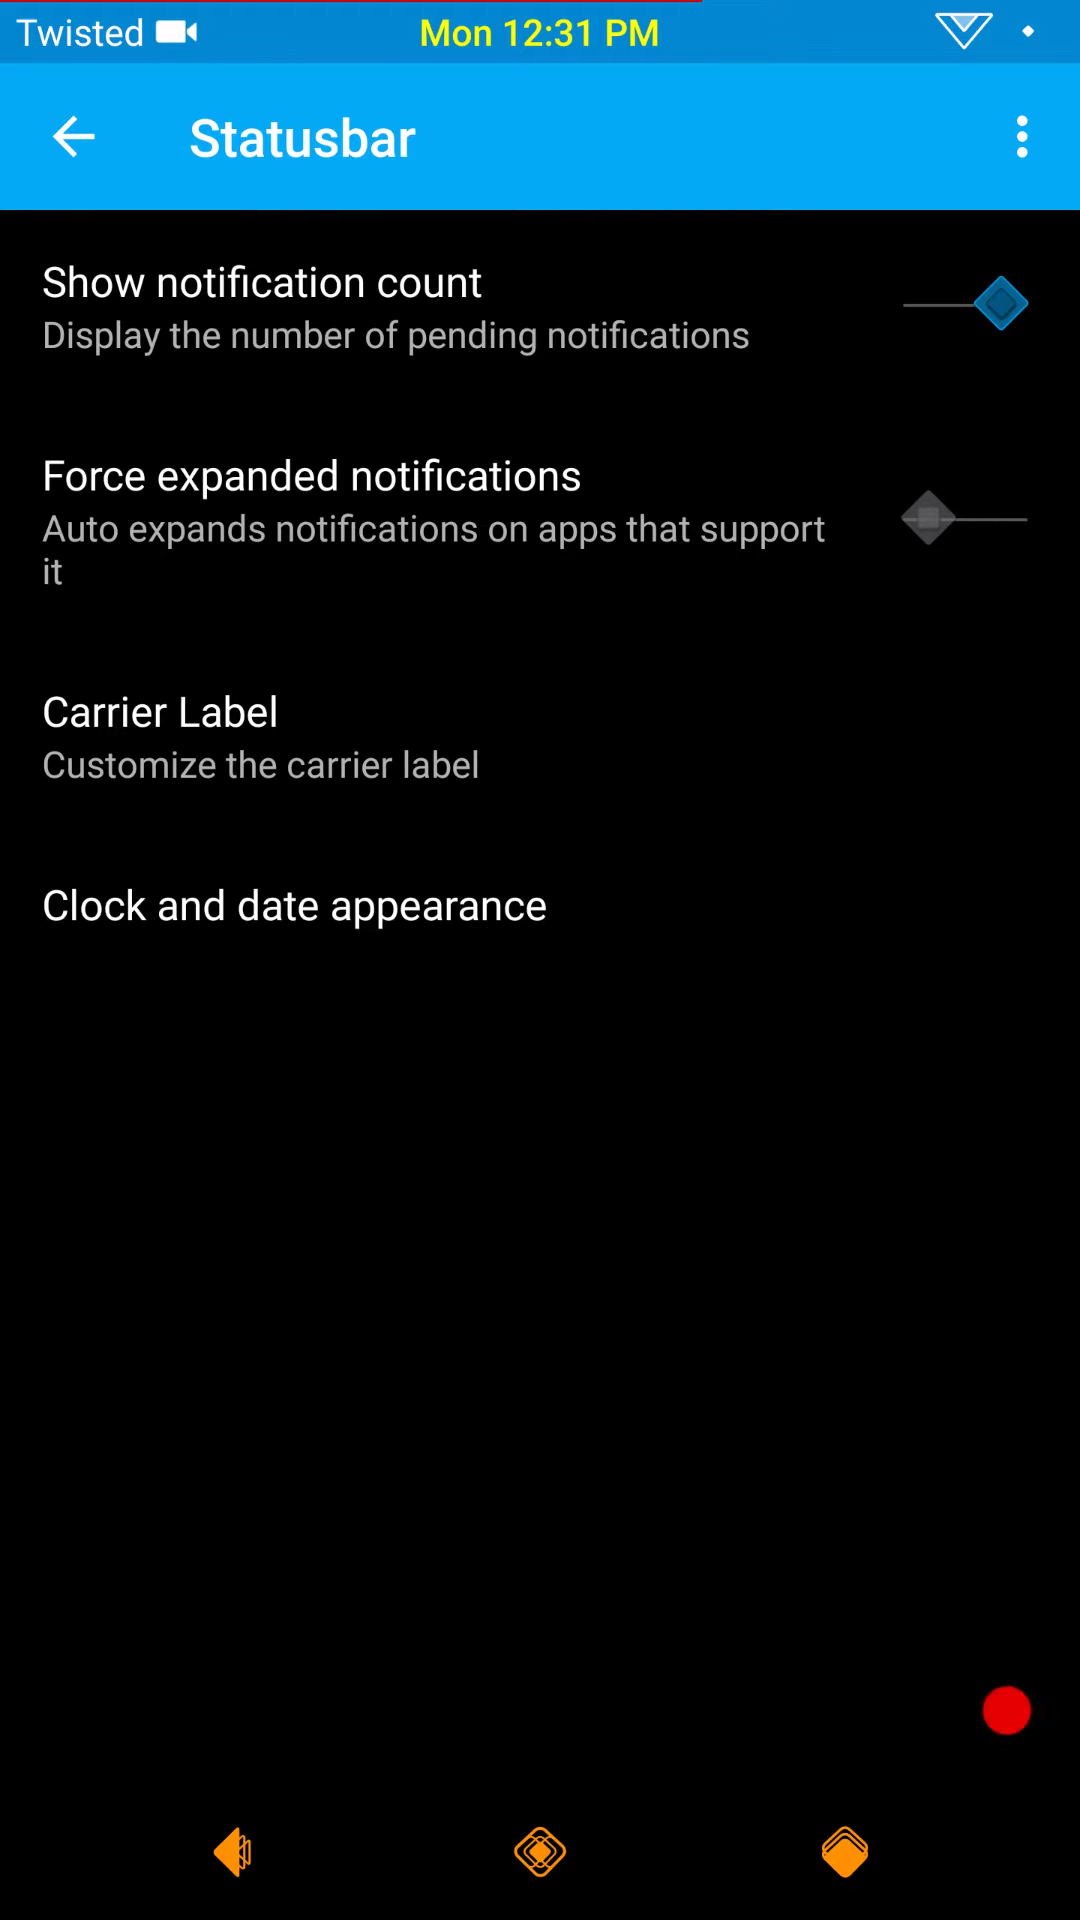 Twisted
Mon 12:31 PM
Statusbar
Show notification count
Display the number of pending notifications
Force expanded notifications
Auto expands notifications on apps that support
it
Carrier Label
Customize the carrier label
Clock and date appearance